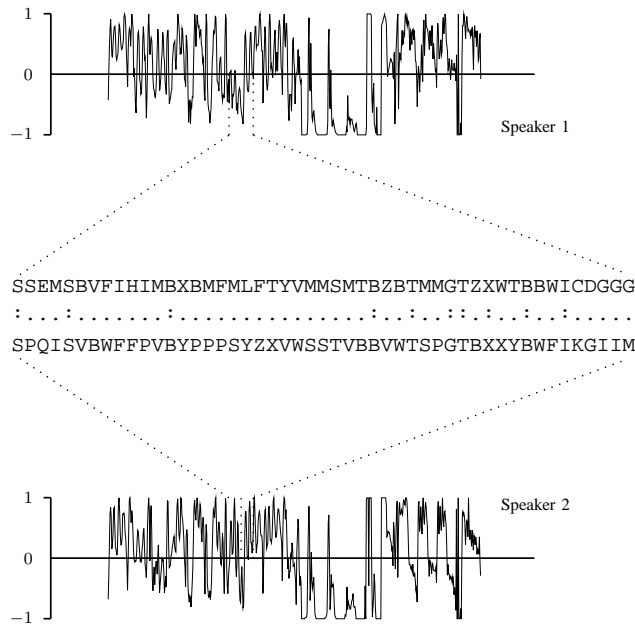 1
0
−1
Speaker 1
SSEMSBVFIHIMBXBMFMLFTYVMMSMTBZBTMMGTZXWTBBWICDGGG
:...:.......:...............:..:..::.:..:..:.....
SPQISVBWFFPVBYPPPSYZXVWSSTVBBVWTSPGTBXXYBWFIKGIIM
1
Speaker 2
0
−1